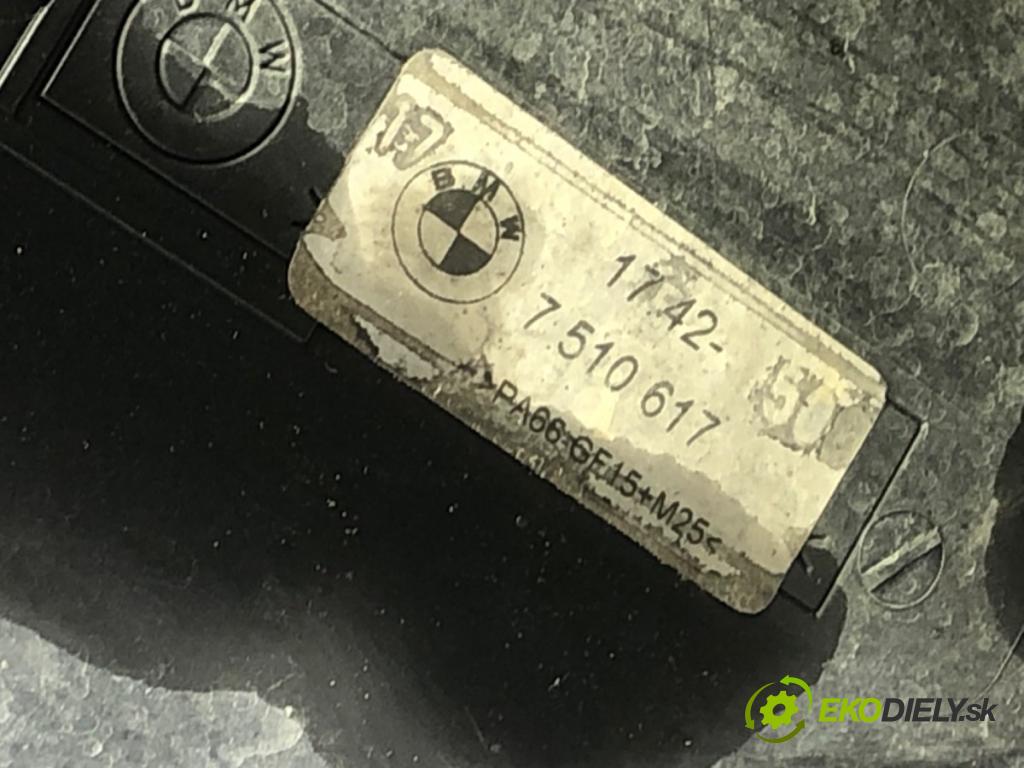 BMW
BMW
17.42-
7 510 617
>PA66-GF15+M25<
EKODIELY.sk